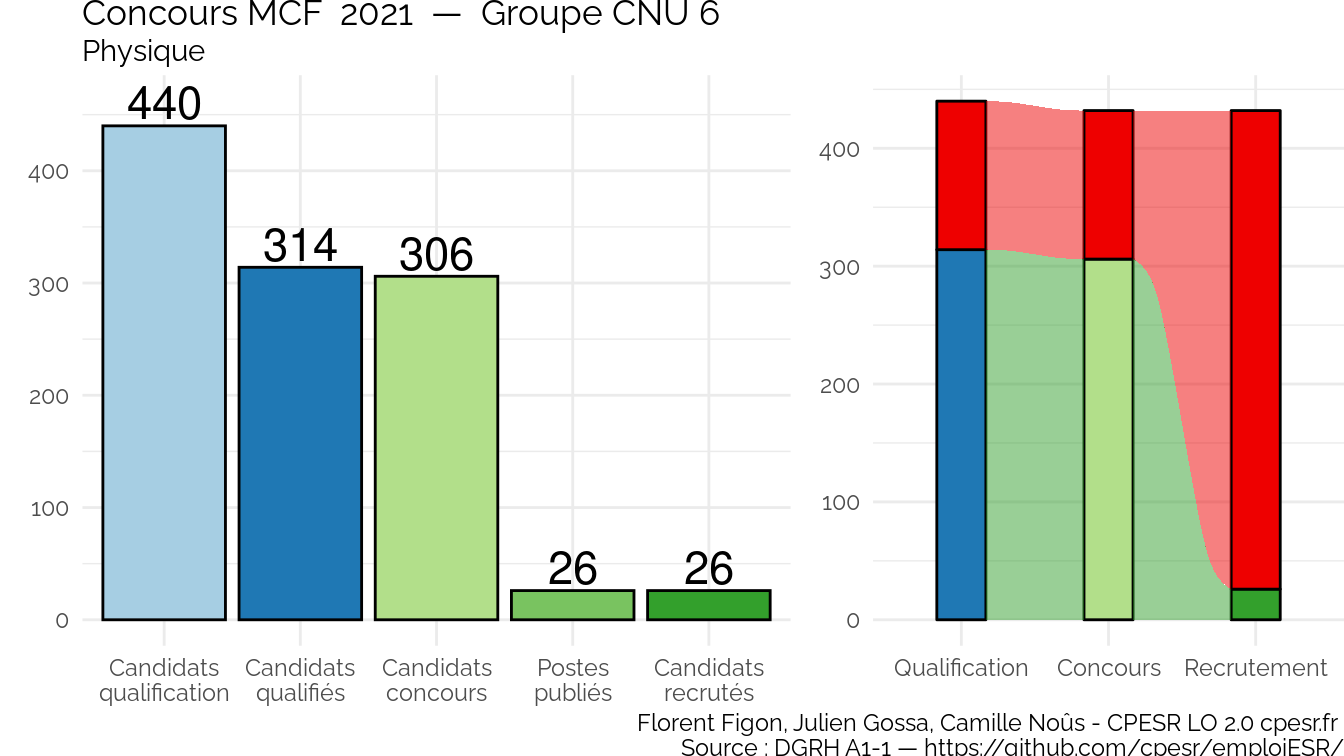 Concours MCF 2021 — Groupe CNU 6
Physique
440
314
306
26
26
400
300
200
100
0
Candidats qualification
Candidats qualifiés
Candidats concours
Postes publiés
Candidats recrutés
400
300
200
100
0
Qualification
Concours
Recrutement
Florent Figon, Julien Gossa, Camille Noûs - CPESR LO 2.0 cpesr.fr
Source : DGRH A1-1 — https://github.com/cpesr/emploiESR/